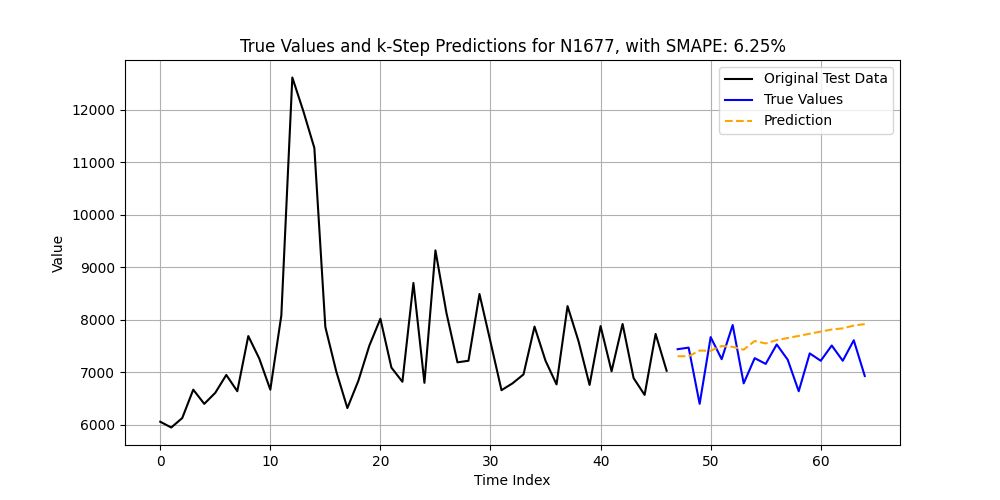 True Values and k-Step Predictions for N1677, with SMAPE: 6.25%
Original Test Data
True Values
Prediction
Value
12000
11000
10000
9000
8000
7000
6000
0 10 20 30 40 50 60
Time Index